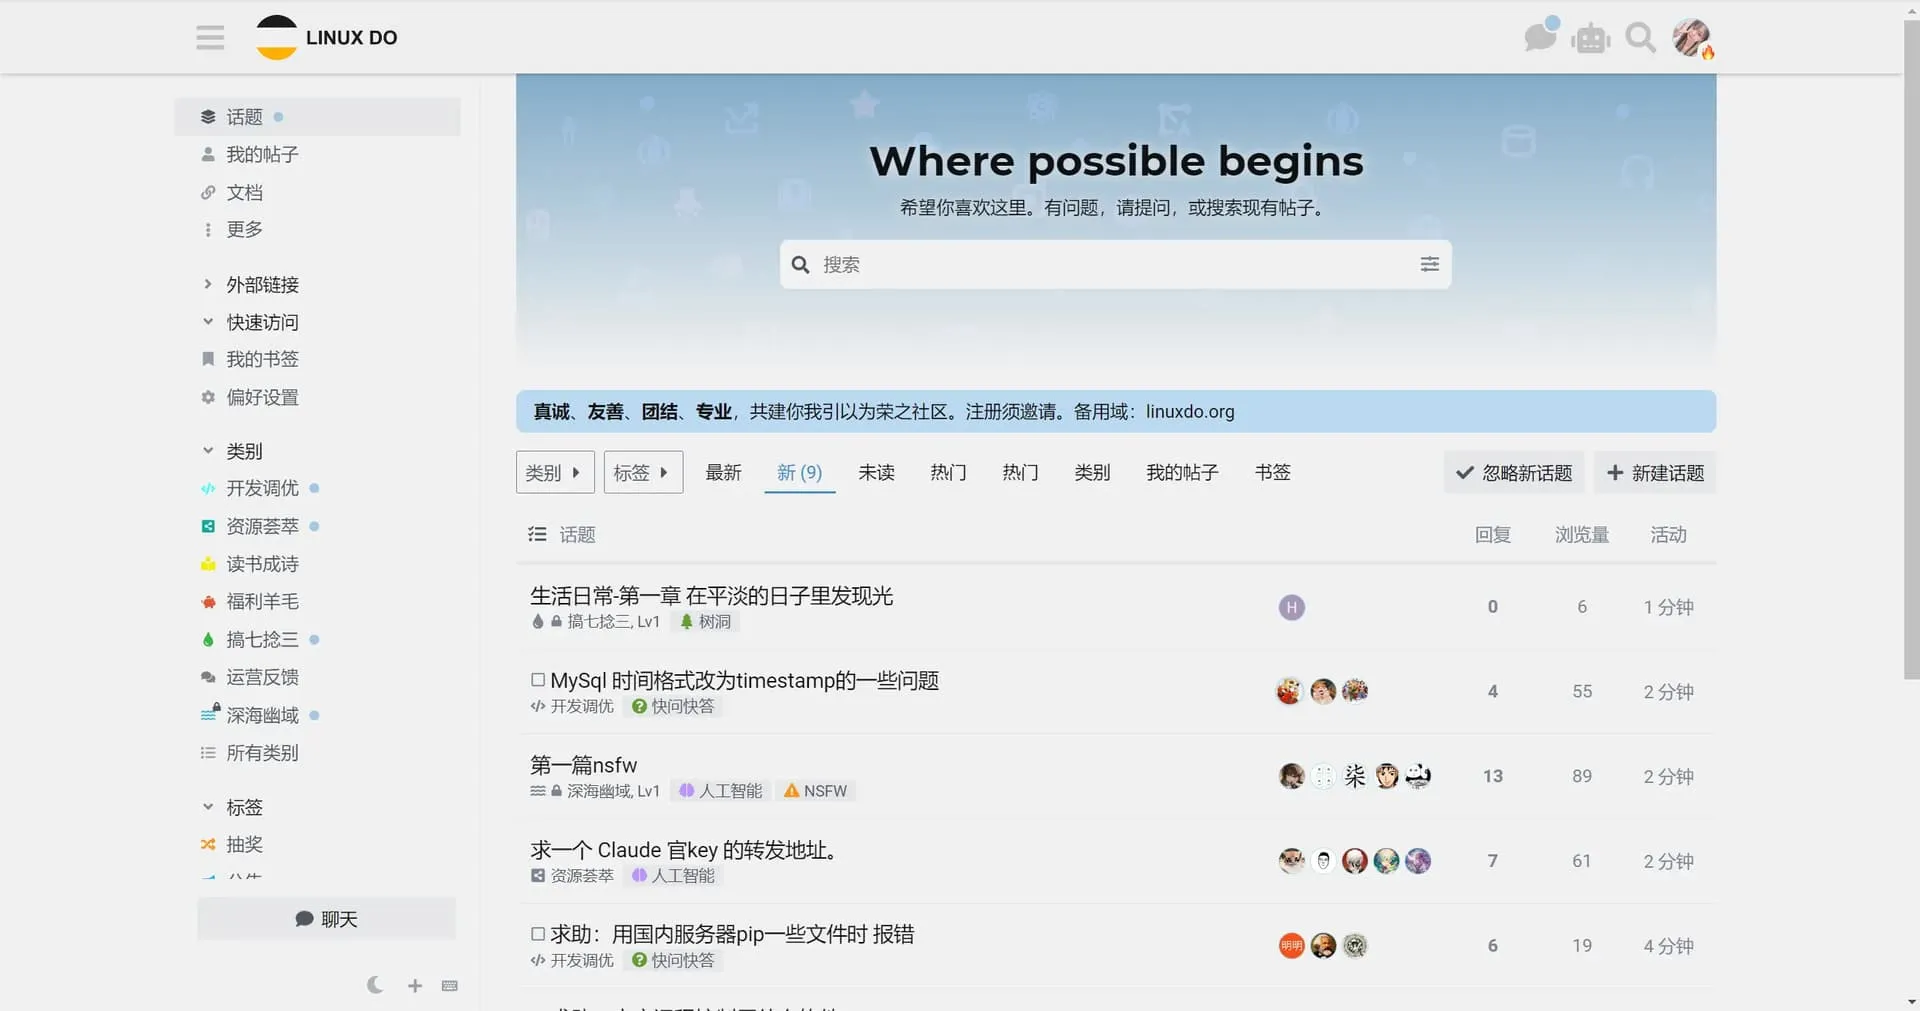 LINUX DO
话题
我的帖子
文档
更多
外部链接
快速访问
我的书签
偏好设置
类别
开发调优
资源荟萃
读书成诗
福利羊毛
搞七捻三
运营反馈
深海幽域
所有类别
标签
抽奖
聊天
Where possible begins
希望你喜欢这里。有问题，请提问，或搜索现有帖子。
搜索
真诚、友善、团结、专业，共建你我引以为荣之社区。注册须邀请。备用域：linuxdo.org
类别 标签 最新 新 (9) 未读 热门 热门 类别 我的帖子 书签 忽略新话题 新建话题
话题 回复 浏览量 活动
生活日常-第一章 在平淡的日子里发现光
搞七捻三, Lv1 树洞
H 0 6 1 分钟
MySql 时间格式改为timestamp的一些问题
开发调优 快问快答
4 55 2 分钟
第一篇nsfw
深海幽域, Lv1 人工智能 NSFW
柒 13 89 2 分钟
求一个 Claude 官key 的转发地址。
资源荟萃 人工智能
7 61 2 分钟
求助：用国内服务器pip一些文件时 报错
开发调优 快问快答
明明 6 19 4 分钟